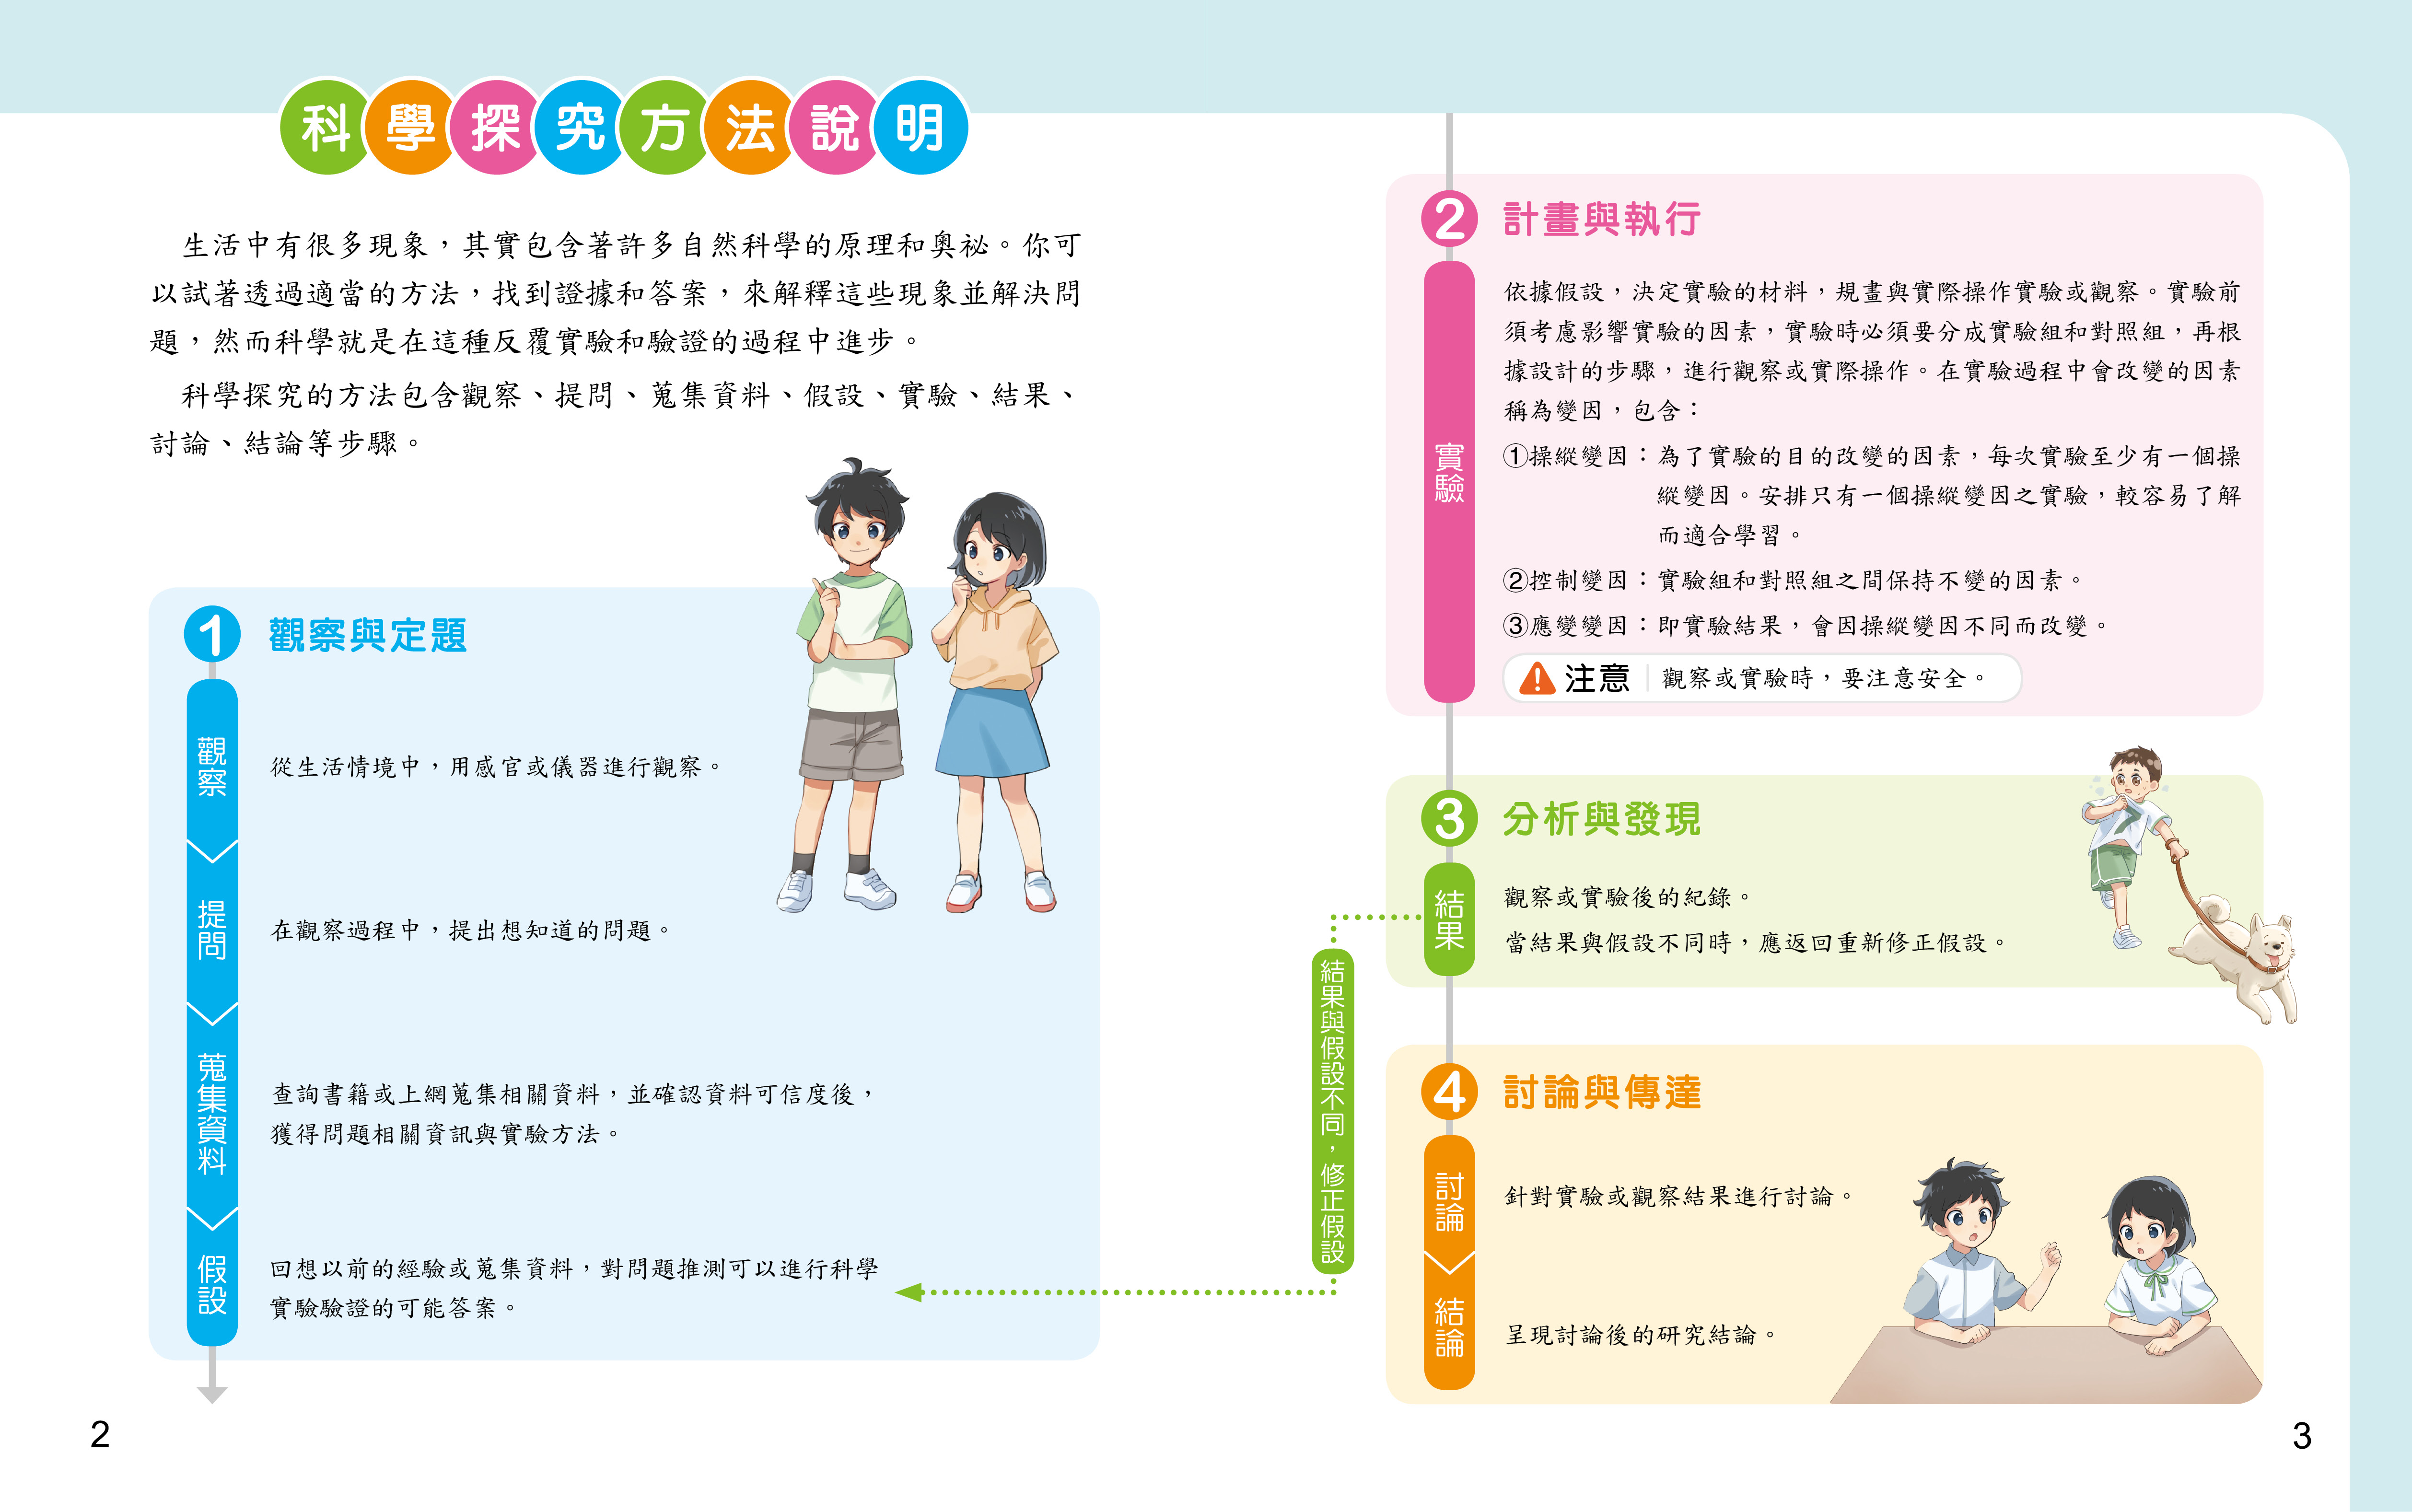 科學探究方法說明
生活中有很多現象，其實包含著許多自然科學的原理和奧祕。你可
以試著透過適當的方法，找到證據和答案，來解釋這些現象並解決問
題，然而科學就是在這種反覆實驗和驗證的過程中進步。
科學探究的方法包含觀察、提問、蒐集資料、假設、實驗、結果、
討論、結論等步驟。
1 觀察與定題
觀察
從生活情境中，用感官或儀器進行觀察。
提問
在觀察過程中，提出想知道的問題。
蒐集資料
查詢書籍或上網蒐集相關資料，並確認資料可信度後，
獲得問題相關資訊與實驗方法。
假設
回想以前的經驗或蒐集資料，對問題推測可以進行科學
實驗驗證的可能答案。
2
2 計畫與執行
實驗
依據假設，決定實驗的材料，規畫與實際操作實驗或觀察。實驗前
須考慮影響實驗的因素，實驗時必須要分成實驗組和對照組，再根
據設計的步驟，進行觀察或實際操作。在實驗過程中會改變的因素
稱為變因，包含：
①操縱變因：為了實驗的目的改變的因素，每次實驗至少有一個操
縱變因。安排只有一個操縱變因之實驗，較容易了解
而適合學習。
②控制變因：實驗組和對照組之間保持不變的因素。
③應變變因：即實驗結果，會因操縱變因不同而改變。
注意 觀察或實驗時，要注意安全。
3 分析與發現
結果
觀察或實驗後的紀錄。
當結果與假設不同時，應返回重新修正假設。
結果與假設不同，修正假設
4 討論與傳達
討論
針對實驗或觀察結果進行討論。
結論
呈現討論後的研究結論。
3